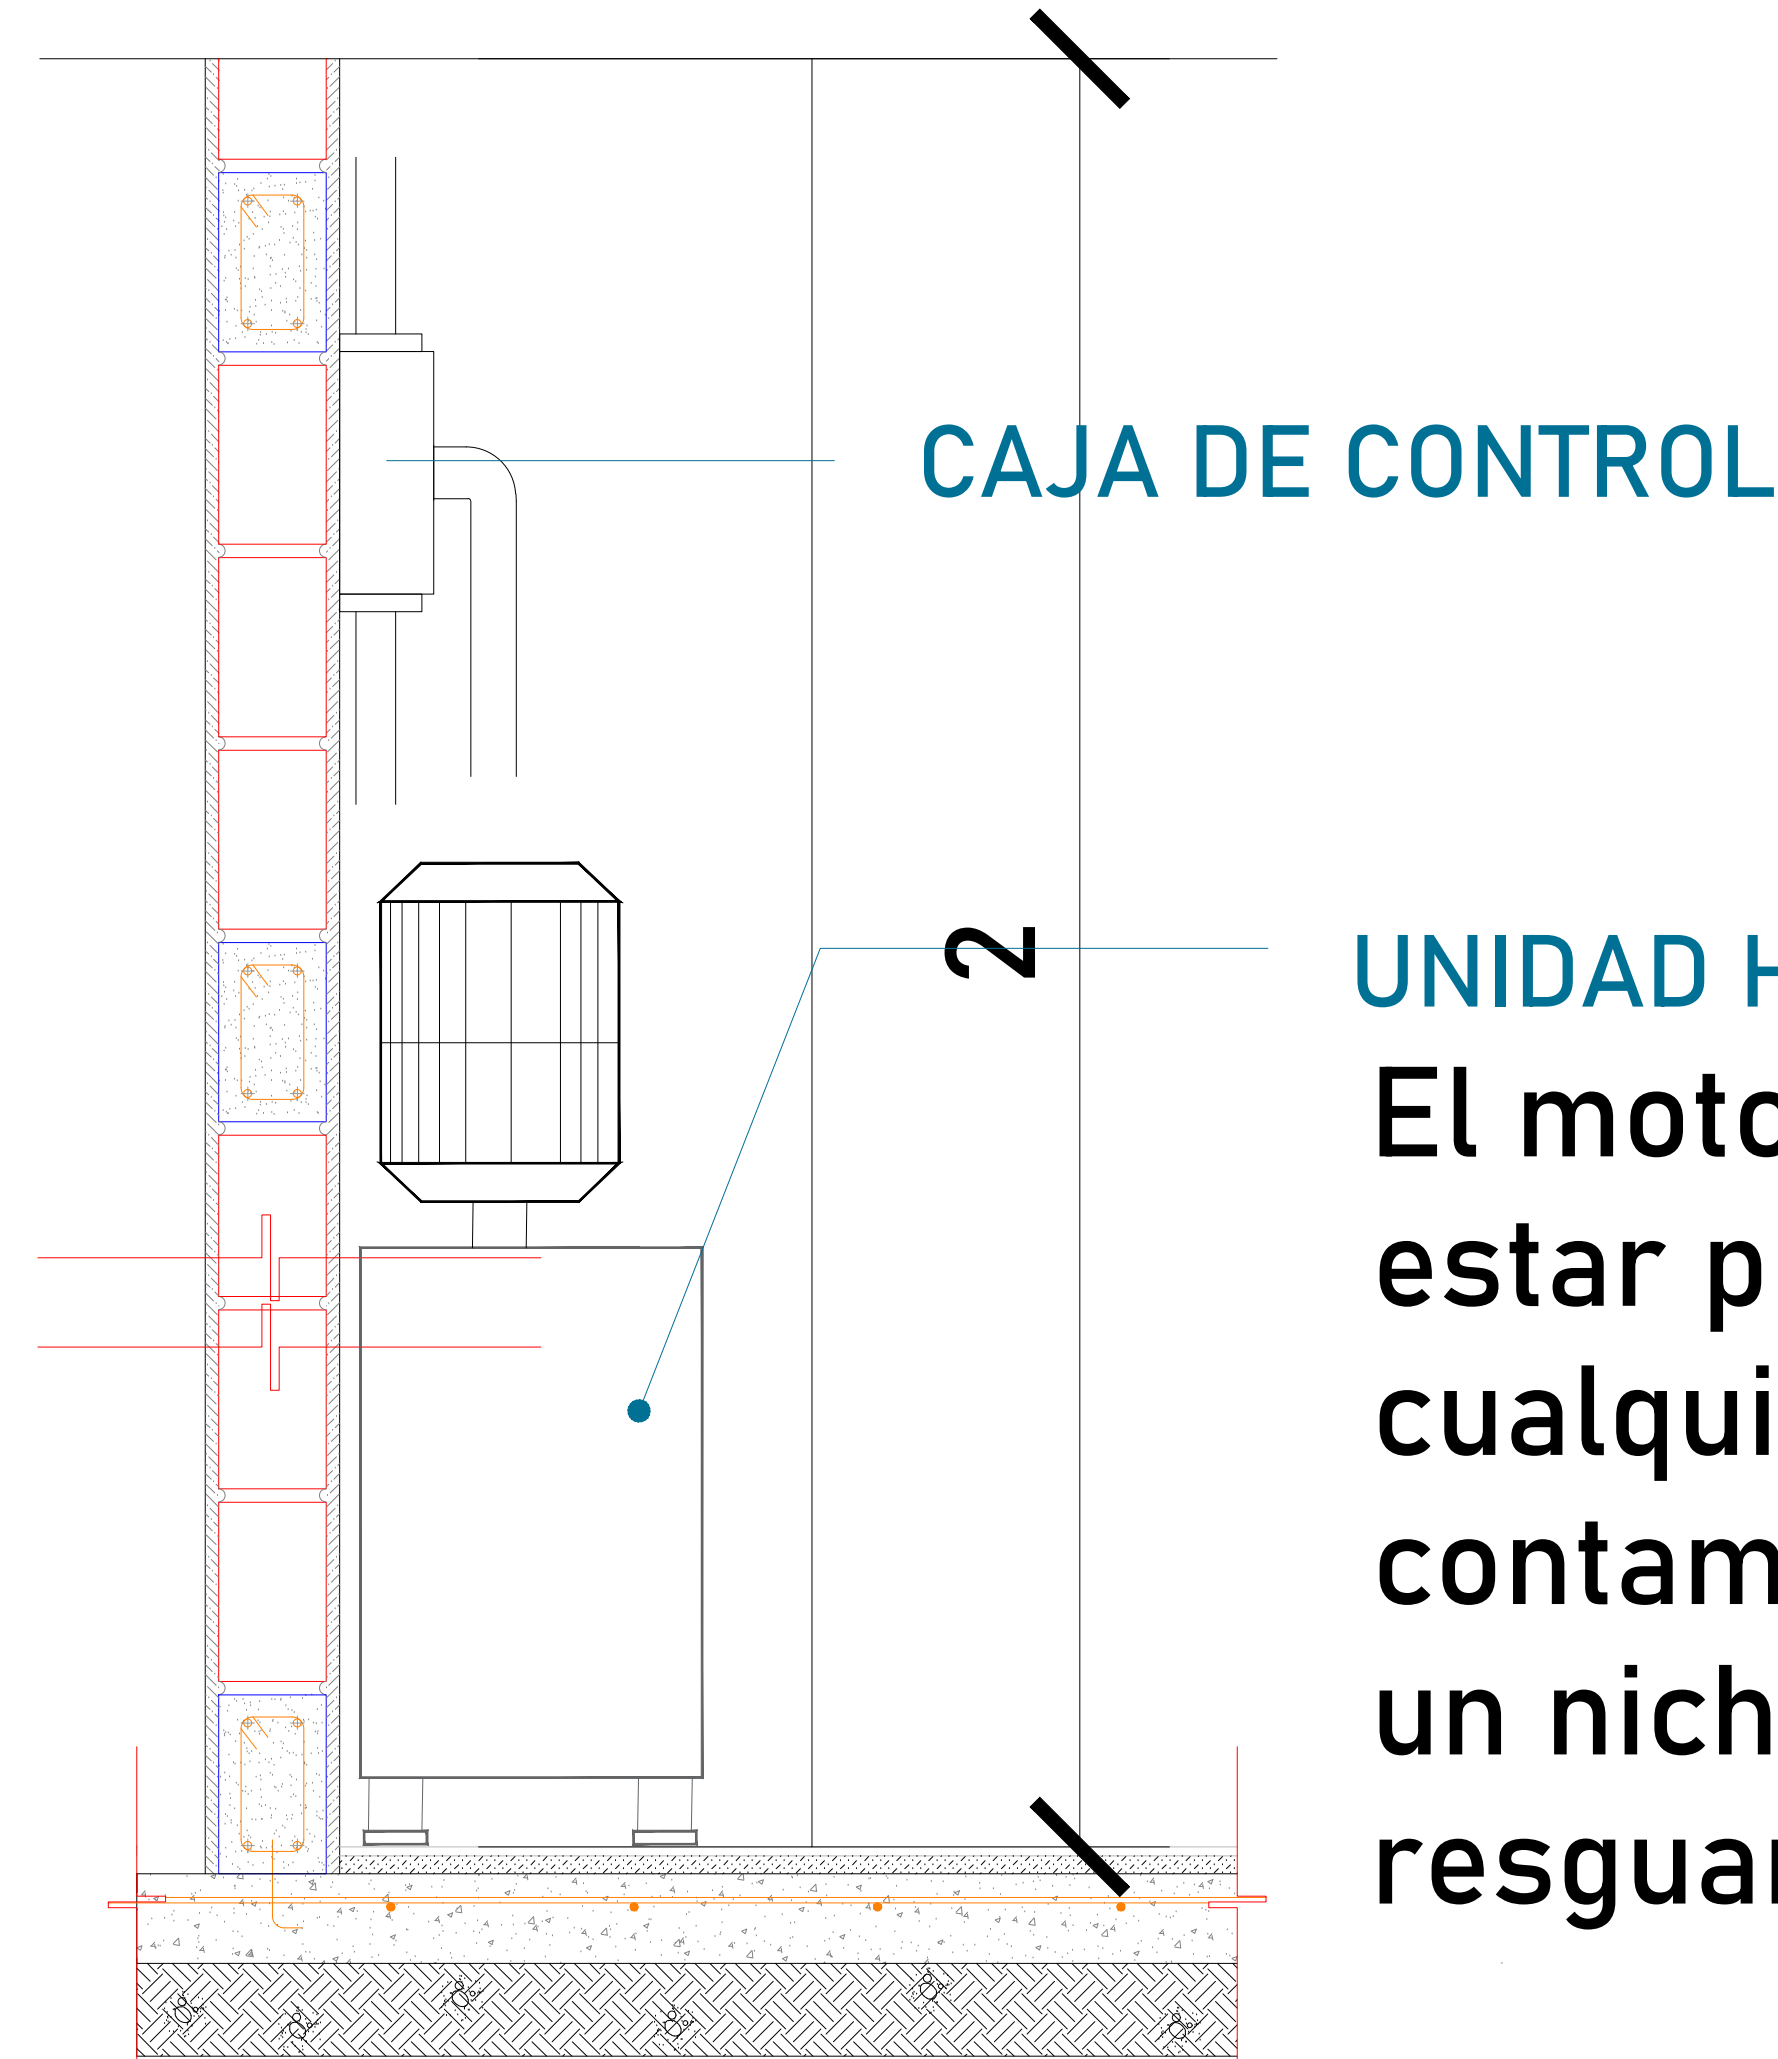 CAJA DE CONTROL
2
UNIDAD H
El moto
estar p
cualqui
contam
un nich
resguar